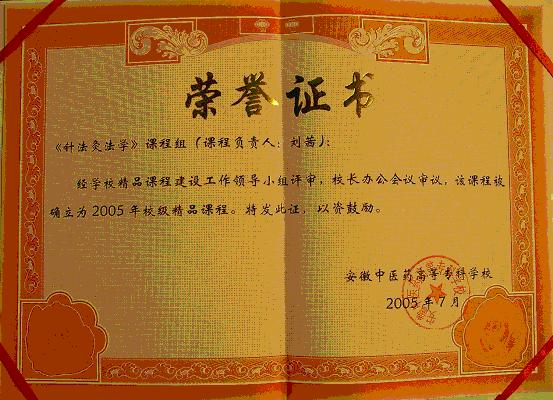 荣誉证书
《针法灸法学》课程组（课程负责人：刘茜）：
经学校精品课程建设工作领导小组评审，校长办公会议审议，该课程被
确立为2005年校级精品课程。特发此证，以资鼓励。
安徽中医药高等专科学校
2005年7月